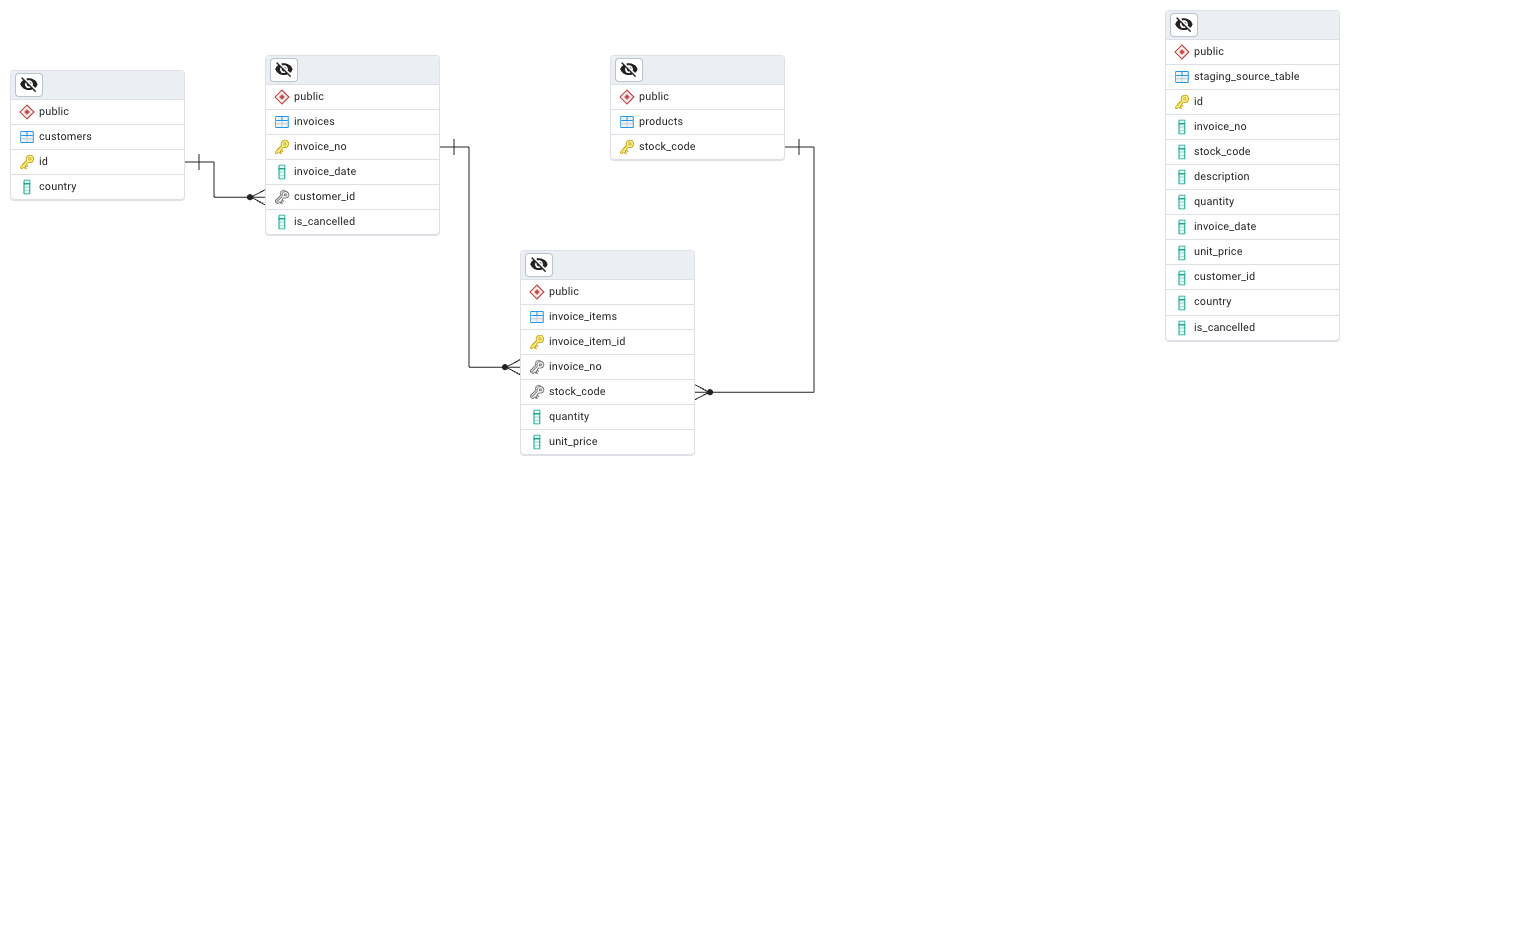 public
customers
id
country
public
invoices
invoice_no
invoice_date
customer_id
is_cancelled
public
products
stock_code
public
invoice_items
invoice_item_id
invoice_no
stock_code
quantity
unit_price
public
staging_source_table
id
invoice_no
stock_code
description
quantity
invoice_date
unit_price
customer_id
country
is_cancelled